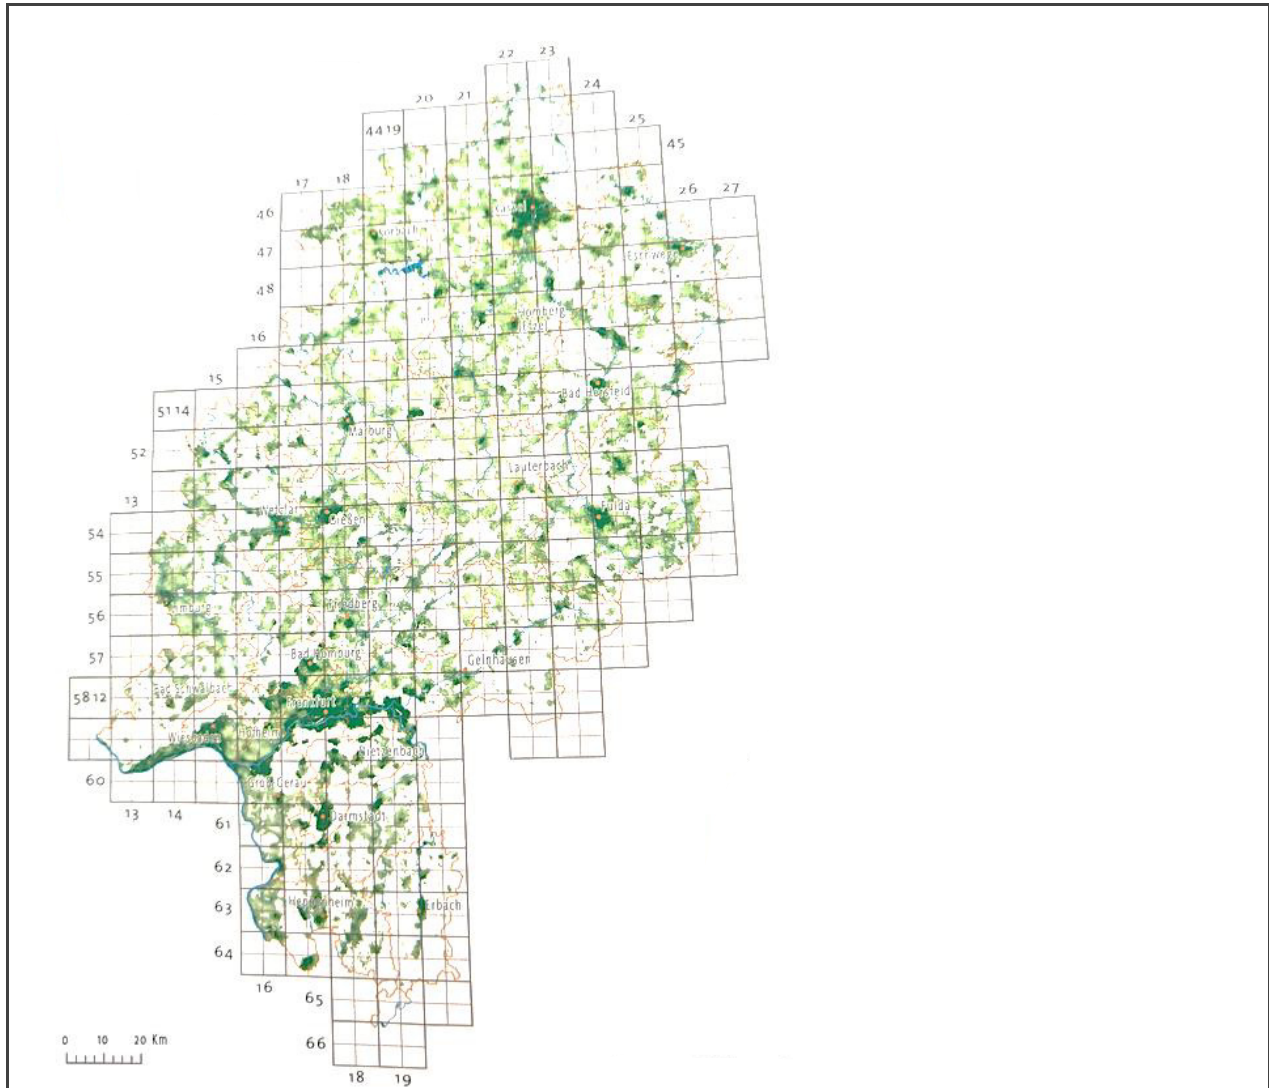 22 23
24
20 21
4419
25
45
17 18
26 27
46
Kassel
Korbach
47
Eschwege
48
Homberg
(Efze)
16
15
Bad Hersfeld
5114
Marburg
52
Lauterbach
13
Wetzlar
Gießen
Fulda
54
55
Limburg
Friedberg
56
57
Bad Homburg
Gelnhausen
5812
Bad Schwalbach
Frankfurt
Wiesbaden
Hofheim
Dietzenbach
60
Groß-Gerau
13 14
61
Darmstadt
62
63
Heppenheim
Erbach
64
16
65
66
18 19
0 10 20 Km